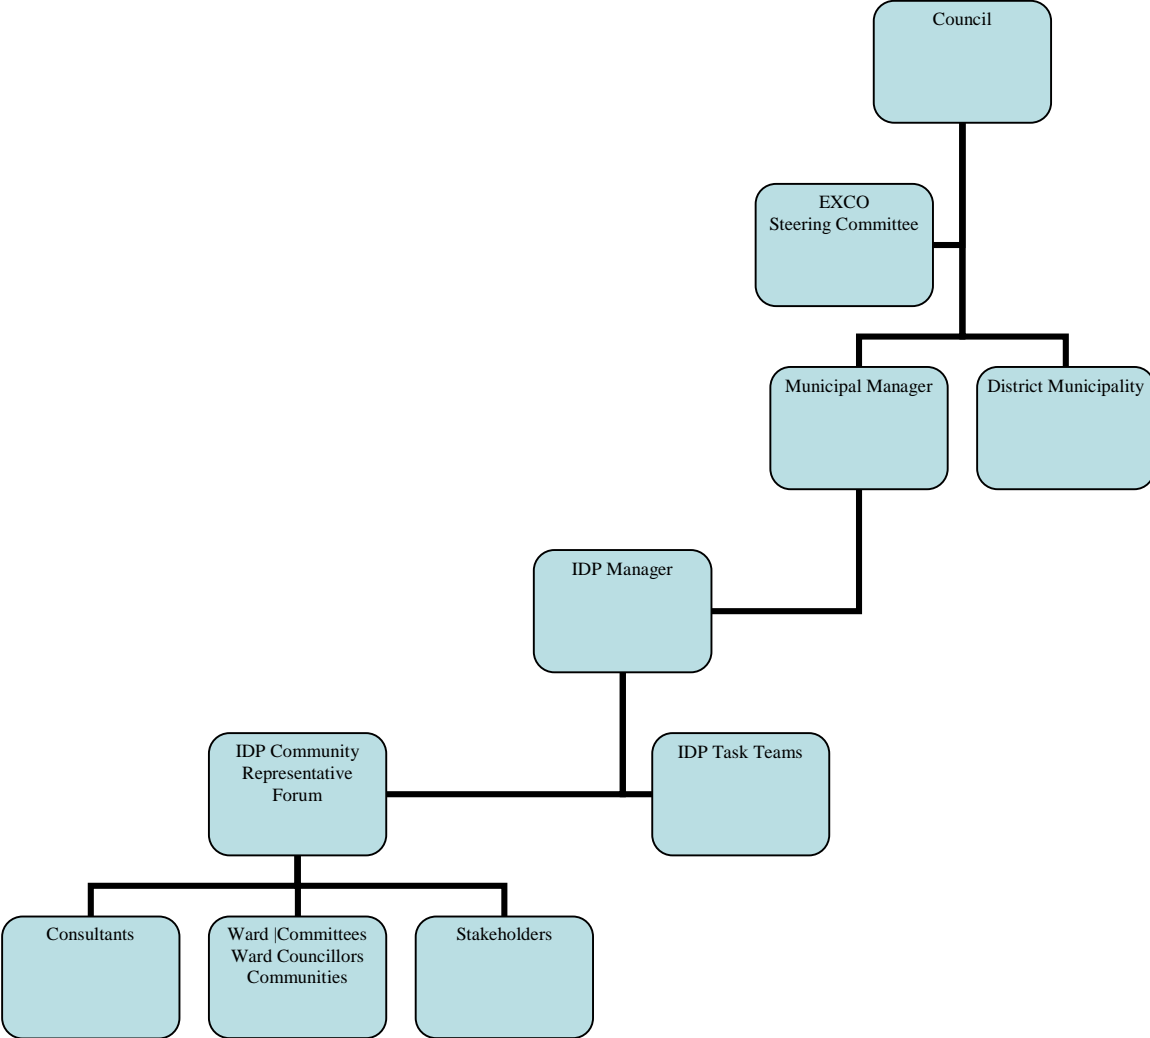 Council
EXCO
Steering Committee
Municipal Manager
District Municipality
IDP Manager
IDP Community
Representative
Forum
IDP Task Teams
Consultants
Ward |Committees
Ward Councillors
Communities
Stakeholders